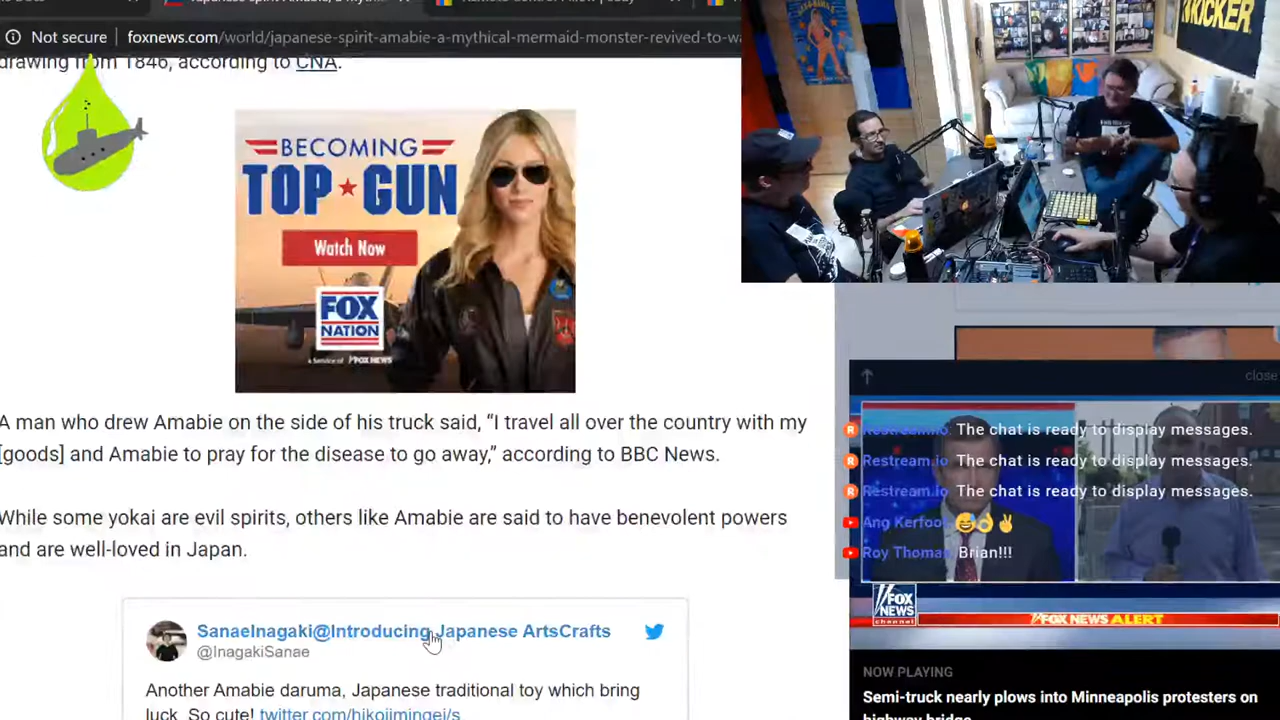 Not secure
foxnews.com/world/japanese-spirit-amabie-a-mythical-mermaid-monster-revived-to-wa
drawing from 1846, according to CNA.
BECOMING
TOP GUN
Watch Now
FOX
NATION
a Service of FOX NEWS
A man who drew Amabie on the side of his truck said, “I travel all over the country with my
[goods] and Amabie to pray for the disease to go away,” according to BBC News.
While some yokai are evil spirits, others like Amabie are said to have benevolent powers
and are well-loved in Japan.
SanaeInagaki@Introducing Japanese ArtsCrafts
@InagakiSanae
Another Amabie daruma, Japanese traditional toy which bring
luck. So cute! twitter.com/hikojimingei/s
KICKER
close
Restream.io The chat is ready to display messages.
Restream.io The chat is ready to display messages.
Restream.io The chat is ready to display messages.
Ang Kerfoot 😅👌✌
Roy Thomas Brian!!!
FOX
NEWS
channel
FOX NEWS ALERT
NOW PLAYING
Semi-truck nearly plows into Minneapolis protesters on
highway bridge